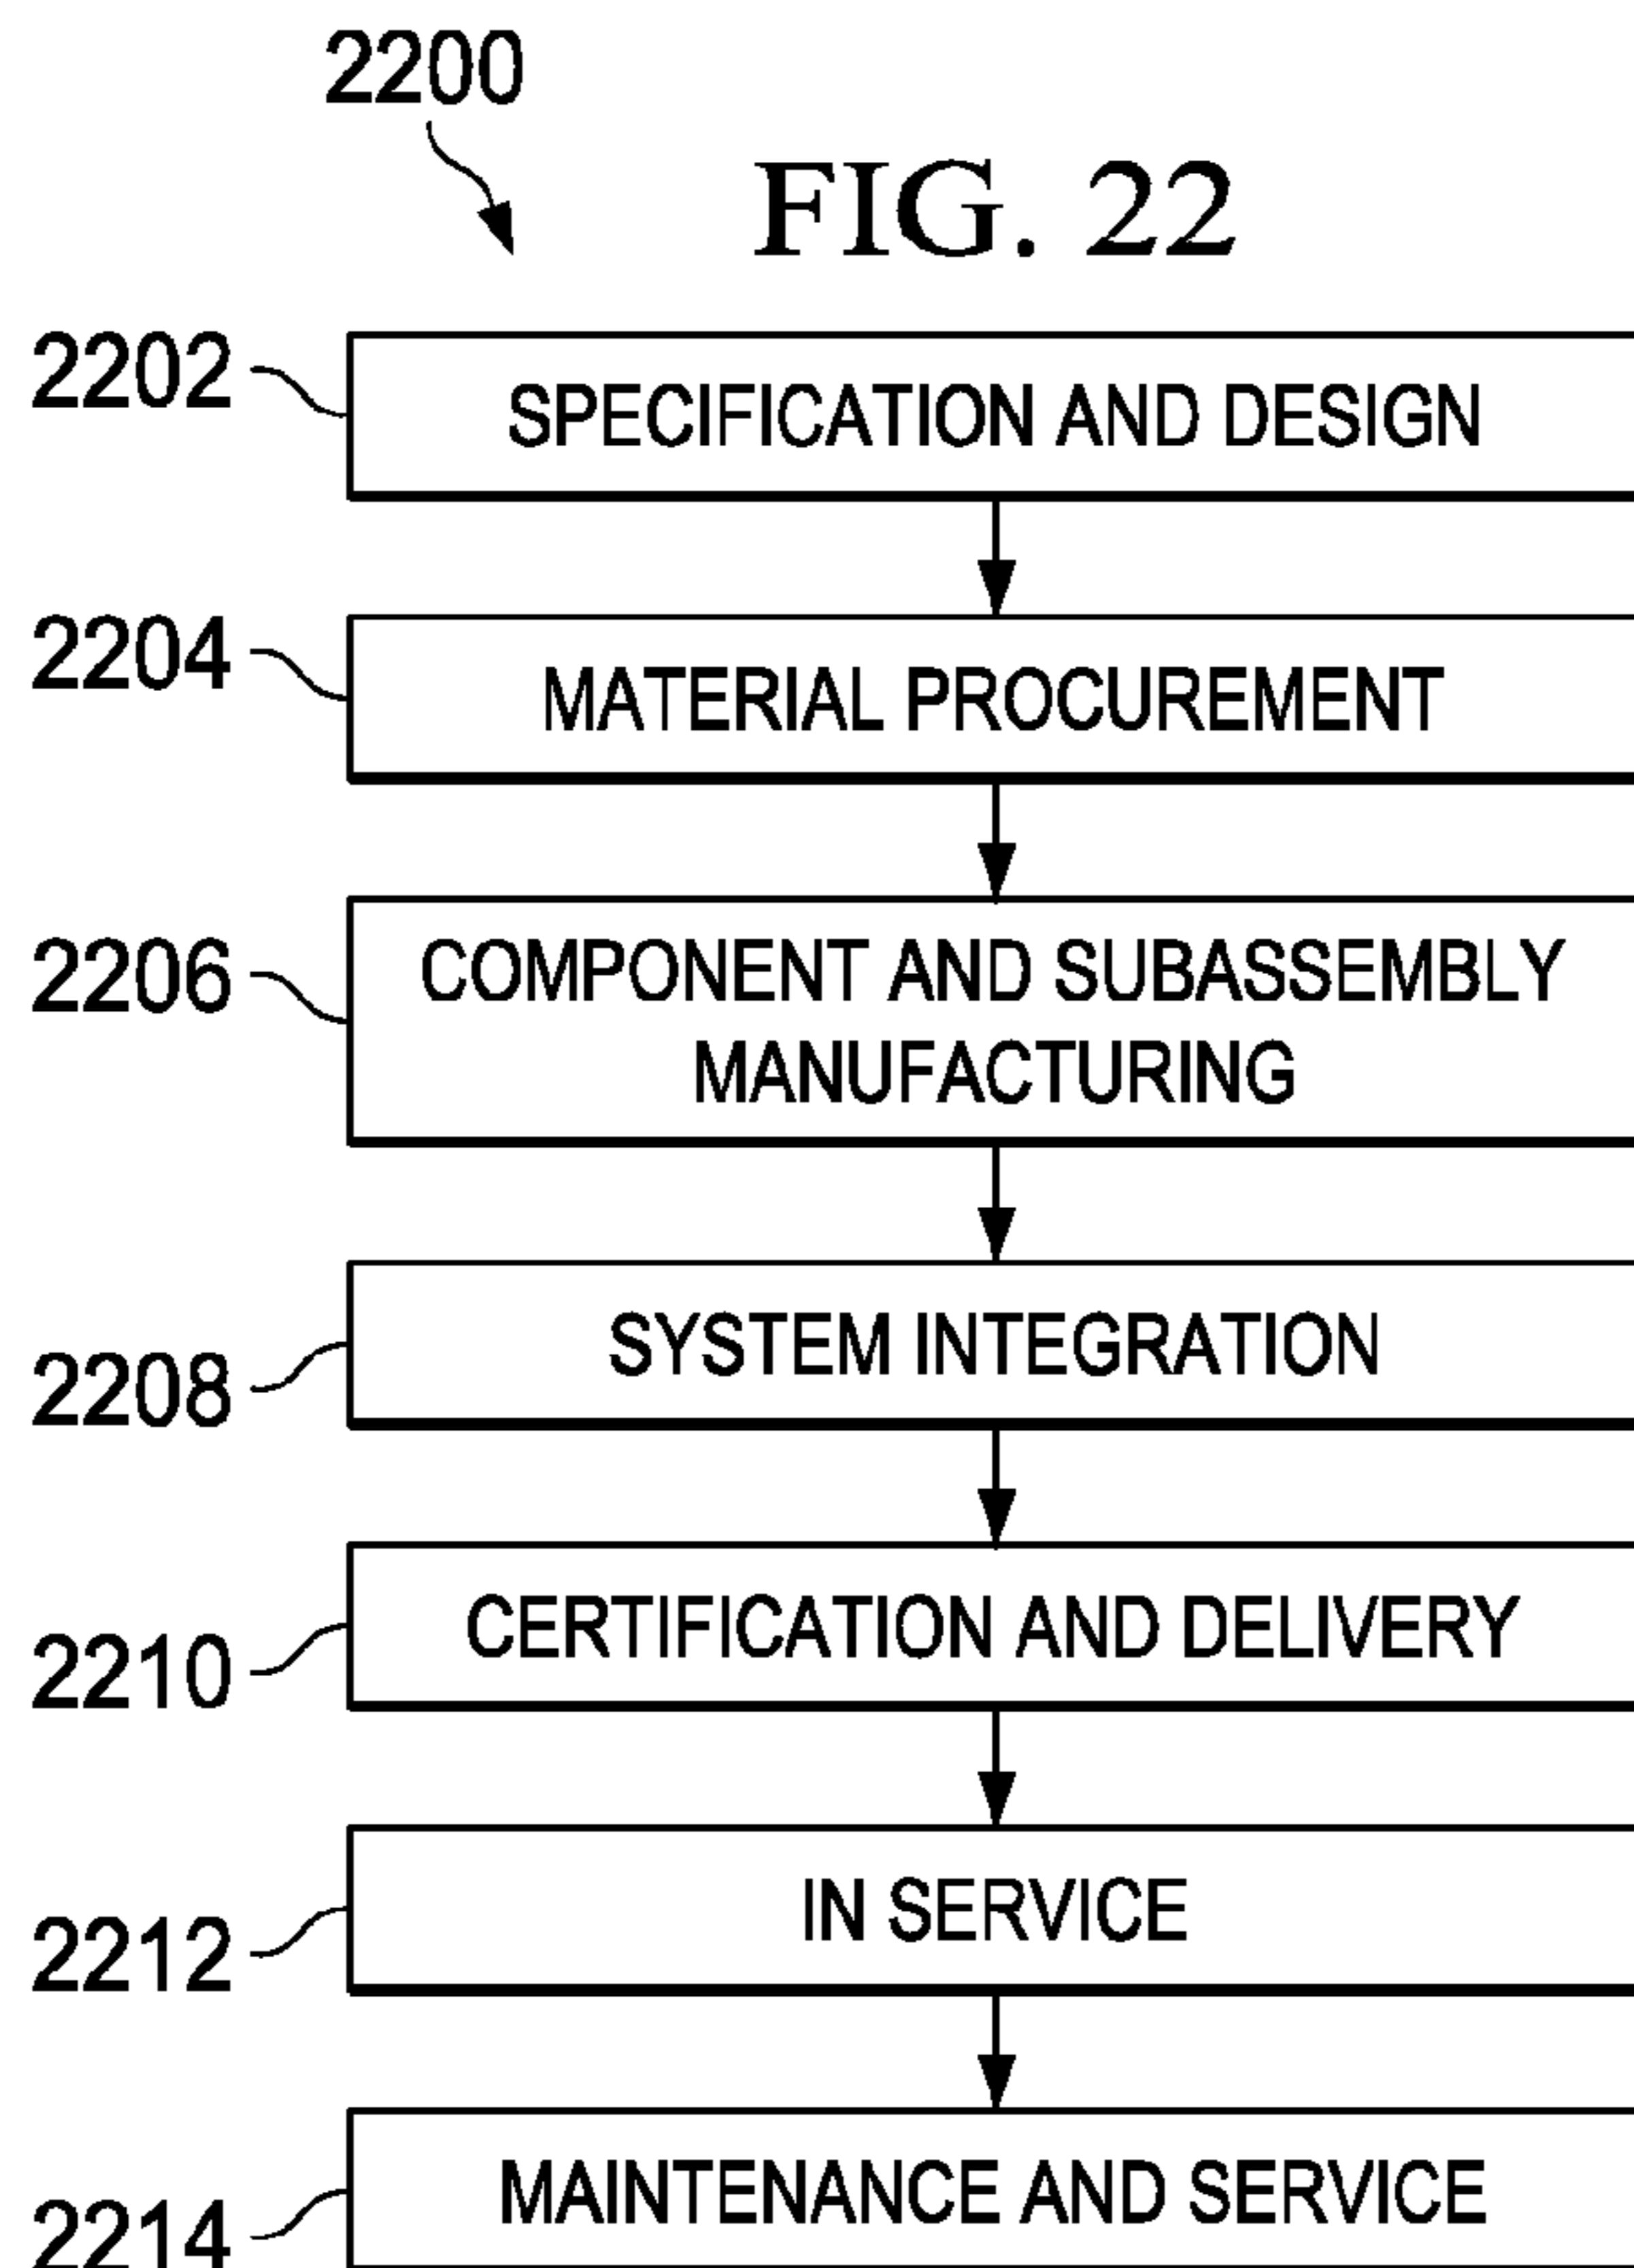 2200
FIG. 22
2202
SPECIFICATION AND DESIGN
2204
MATERIAL PROCUREMENT
2206
COMPONENT AND SUBASSEMBLY
MANUFACTURING
2208
SYSTEM INTEGRATION
2210
CERTIFICATION AND DELIVERY
2212
IN SERVICE
2214
MAINTENANCE AND SERVICE